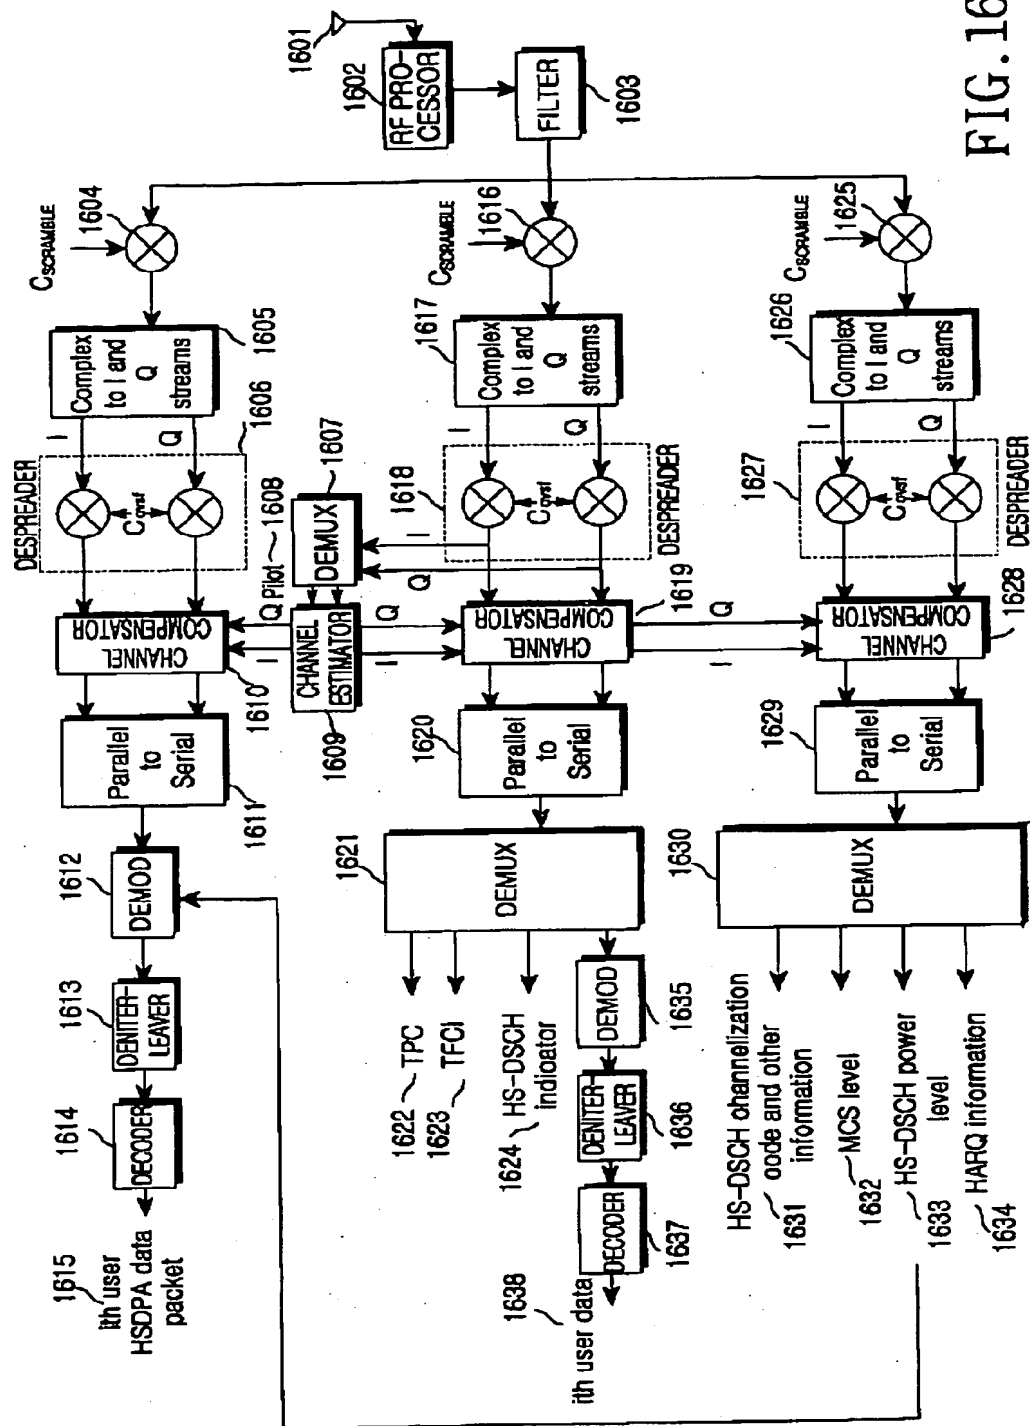 1601
1602
RF PRO-
CESSOR
FILTER
1603
CSCRAMBLE
1604
Complex
to I and
Q
streams
1605
I
Q
DESPREADER
1606
Covsf
CHANNEL
COMPENSATOR
1610
Parallel
to
Serial
1611
1612
DEMOD
1613
DENITER-
LEAVER
1614
DECODER
1615
ith user
HSDPA data
packet
1607
DEMUX
Pilot
1608
CHANNEL
ESTIMATOR
1609
I
Q
I
Q
I
Q
CSCRAMBLE
1616
1617
Complex
to I and
Q
streams
I
Q
1618
Covsf
DESPREADER
1619
CHANNEL
COMPENSATOR
1620
Parallel
to
Serial
1621
DEMUX
1622 TPC
1623 TFCI
1624 HS-DSCH
indioator
DEMOD
1635
DENITER-
LEAVER
1636
DECODER
1637
1638
ith user data
CSCRAMBLE
1625
1626
Complex
to I and
Q
streams
I
Q
1627
Covsf
DESPREADER
Q
I
CHANNEL
COMPENSATOR
1628
1629
Parallel
to
Serial
1630
DEMUX
HS-DSCH ohannelization
oode and other
information
1631
MCS level
1632
HS-DSCH power
level
1633
HARQ information
1634
FIG.16